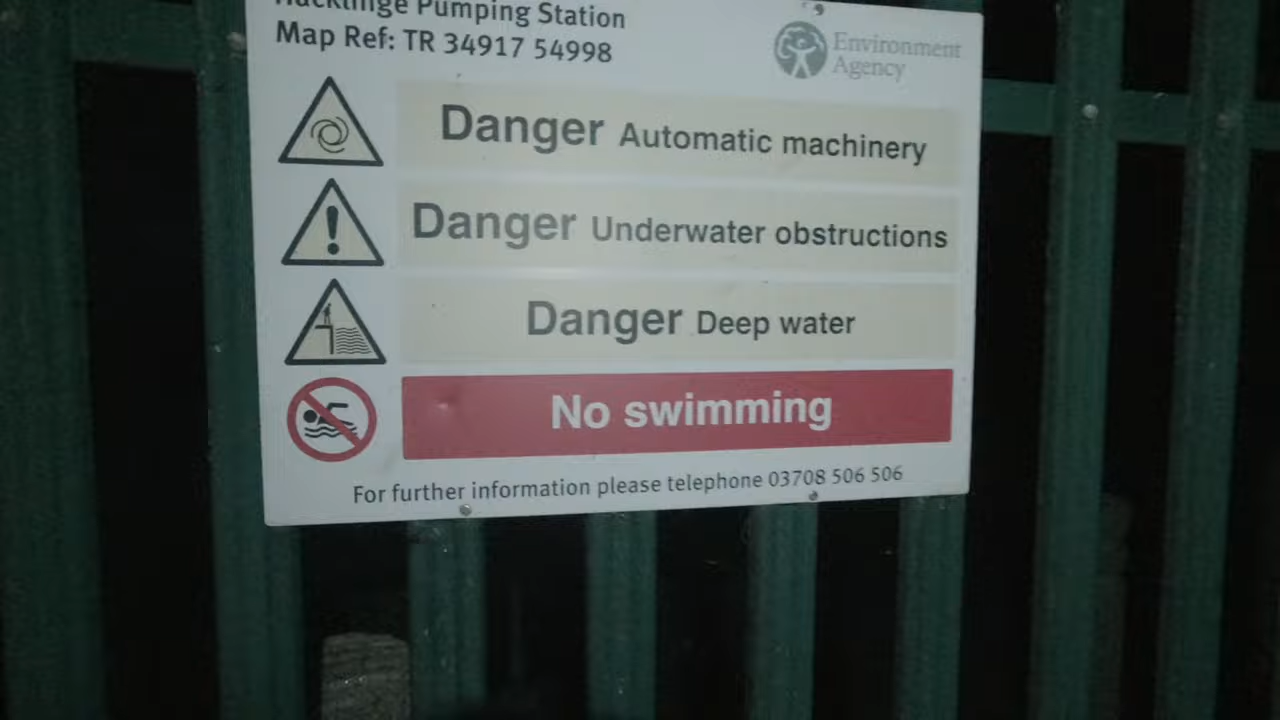 Hacklinge Pumping Station
Map Ref: TR 34917 54998
Environment
Agency
Danger Automatic machinery
Danger Underwater obstructions
Danger Deep water
No swimming
For further information please telephone 03708 506 506